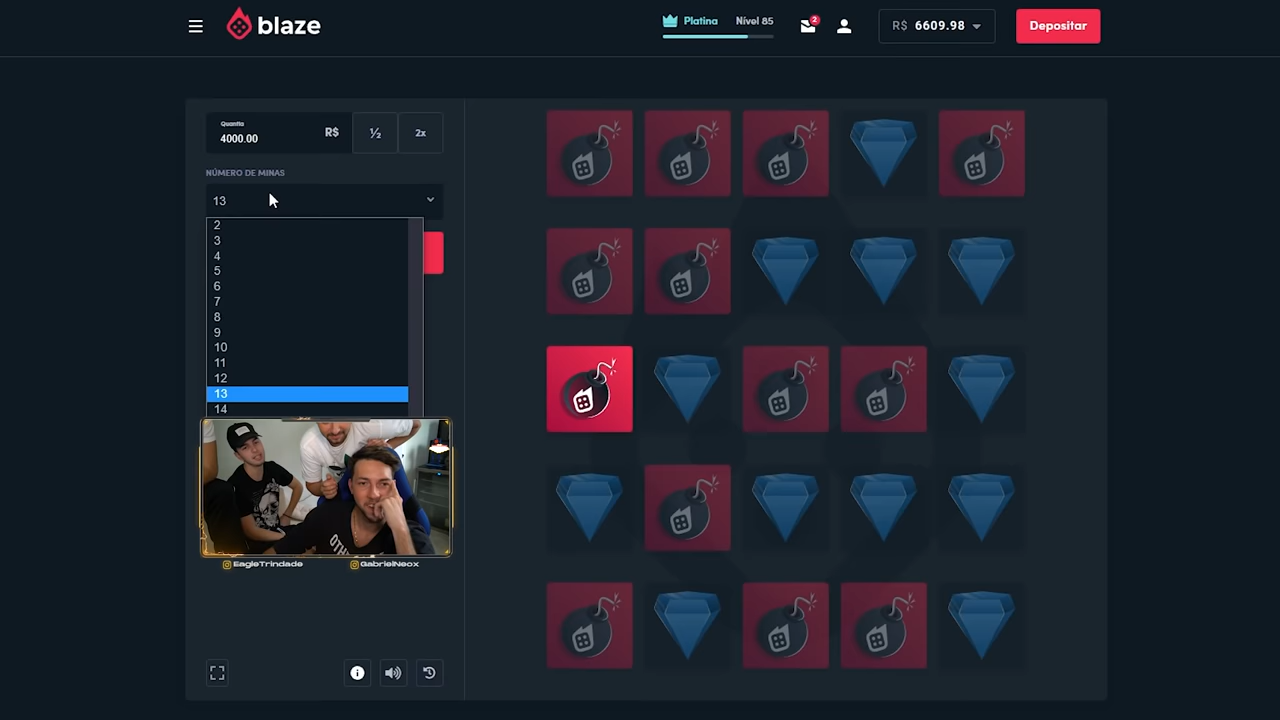 blaze
Platina Nível 85
2
R$ 6609.98
Depositar
Quantia
4000.00
R$
½
2x
NÚMERO DE MINAS
13
2
3
4
5
6
7
8
9
10
11
12
13
14
EagleTrindade
GabrielNeox